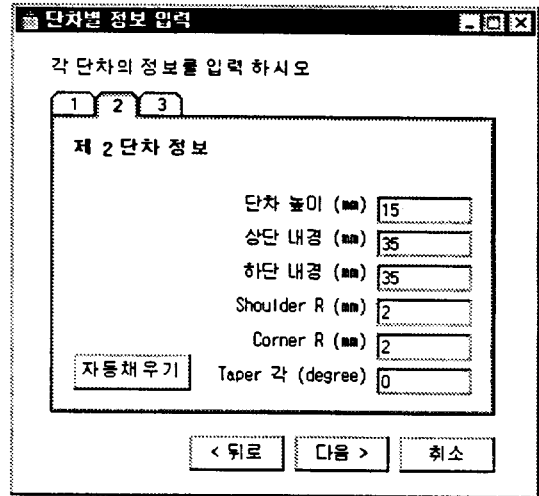 단차별 정보 입력
각 단차의 정보를 입력 하시오
1 2 3
제 2 단차 정보
단차 높이 (mm) 15
상단 내경 (mm) 35
하단 내경 (mm) 35
Shoulder R (mm) 2
Corner R (mm) 2
자동채우기 Taper 각 (degree) 0
< 뒤로 다음 > 취소